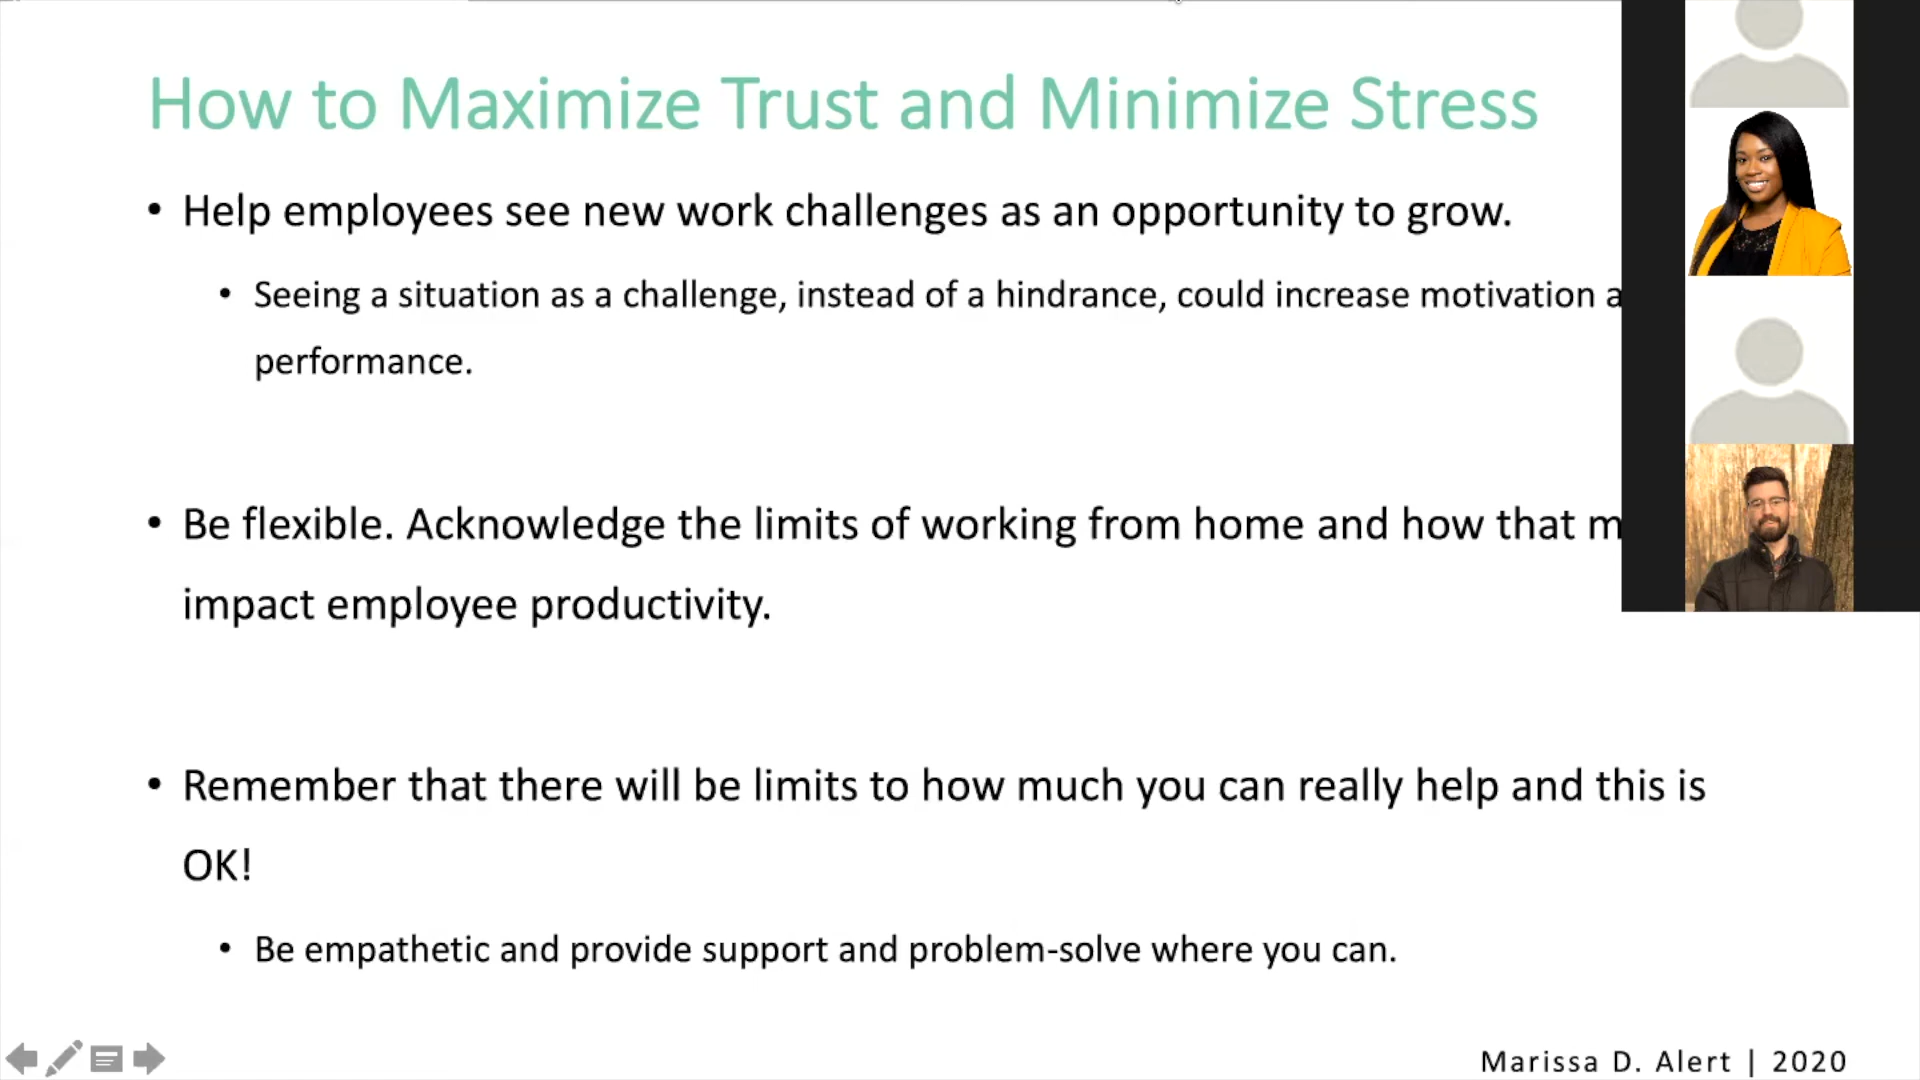 How to Maximize Trust and Minimize Stress
• Help employees see new work challenges as an opportunity to grow.
• Seeing a situation as a challenge, instead of a hindrance, could increase motivation
performance.
• Be flexible. Acknowledge the limits of working from home and how that
impact employee productivity.
• Remember that there will be limits to how much you can really help and this is
OK!
• Be empathetic and provide support and problem-solve where you can.
Marissa D. Alert | 2020